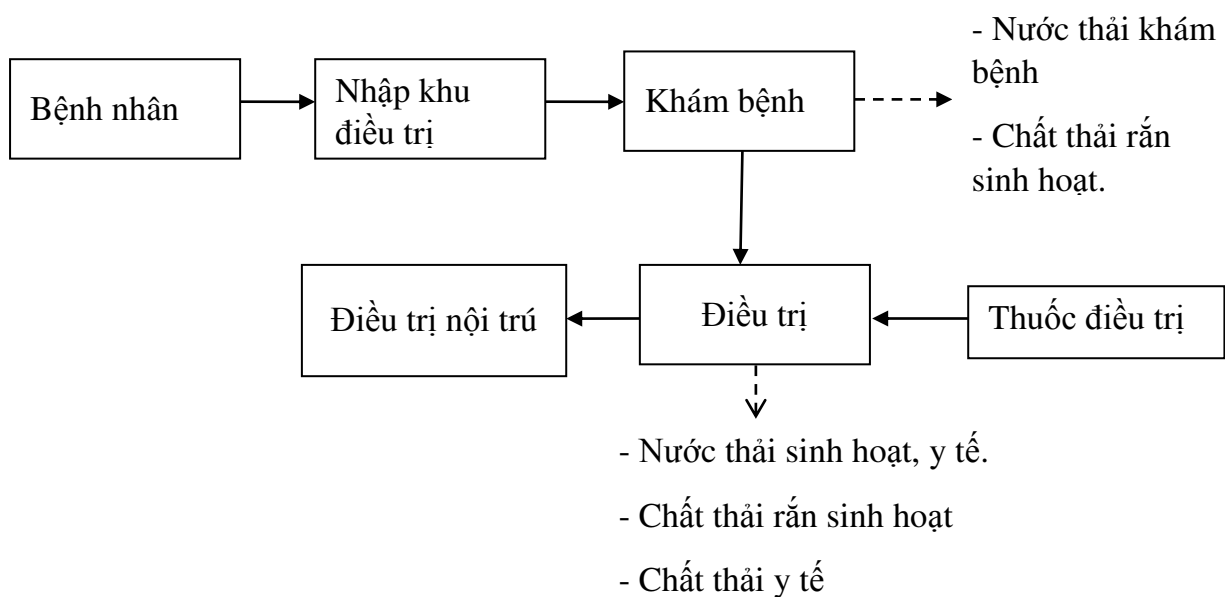 Bệnh nhân
Nhập khu
điều trị
Khám bệnh
- Nước thải khám
bệnh
- Chất thải rắn
sinh hoạt.
Điều trị nội trú
Điều trị
Thuốc điều trị
- Nước thải sinh hoạt, y tế.
- Chất thải rắn sinh hoạt
- Chất thải y tế